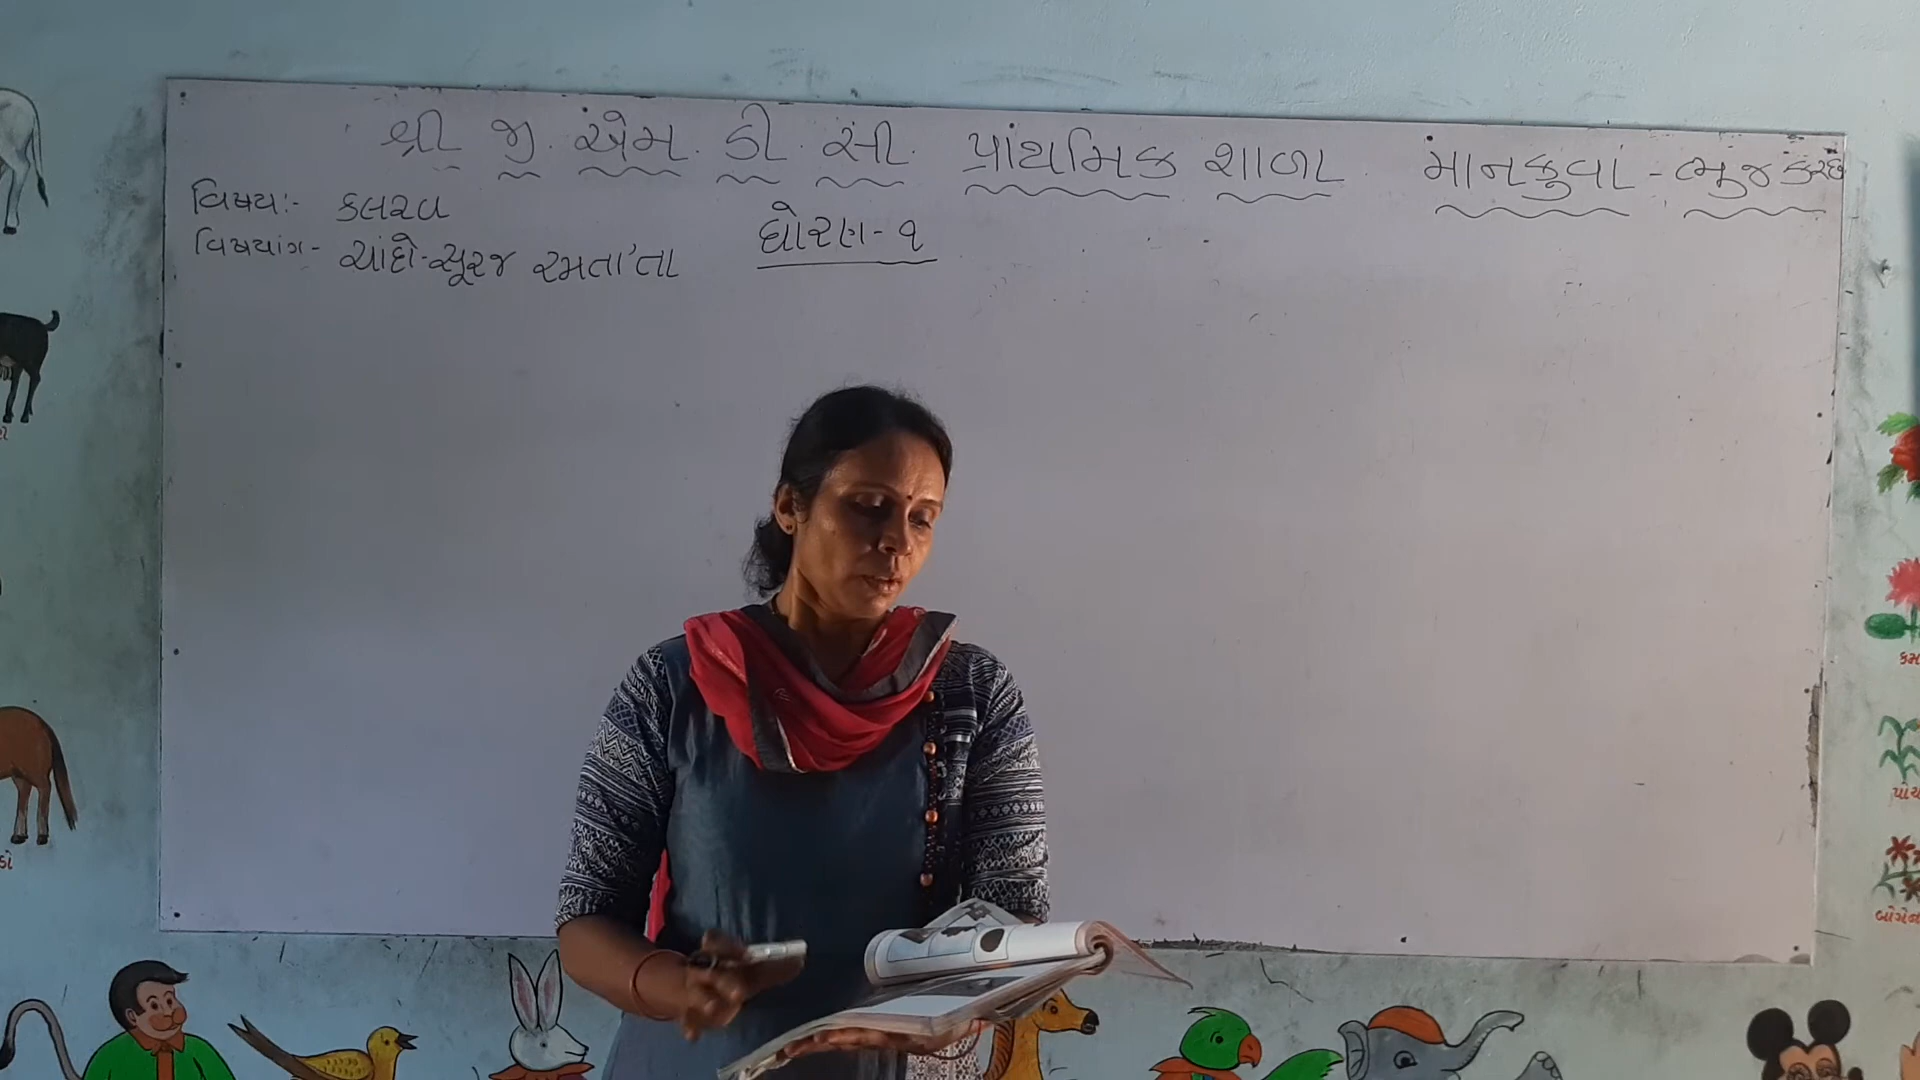 શ્રી જી. એમ. ડી. સી. પ્રાથમિક શાળા. માનકુવા - ભુજ કચ્છ
વિષય:- કલરવ
ધોરણ - ૧
વિષયાંગ - ચાંદો-સૂરજ રમતા'તા